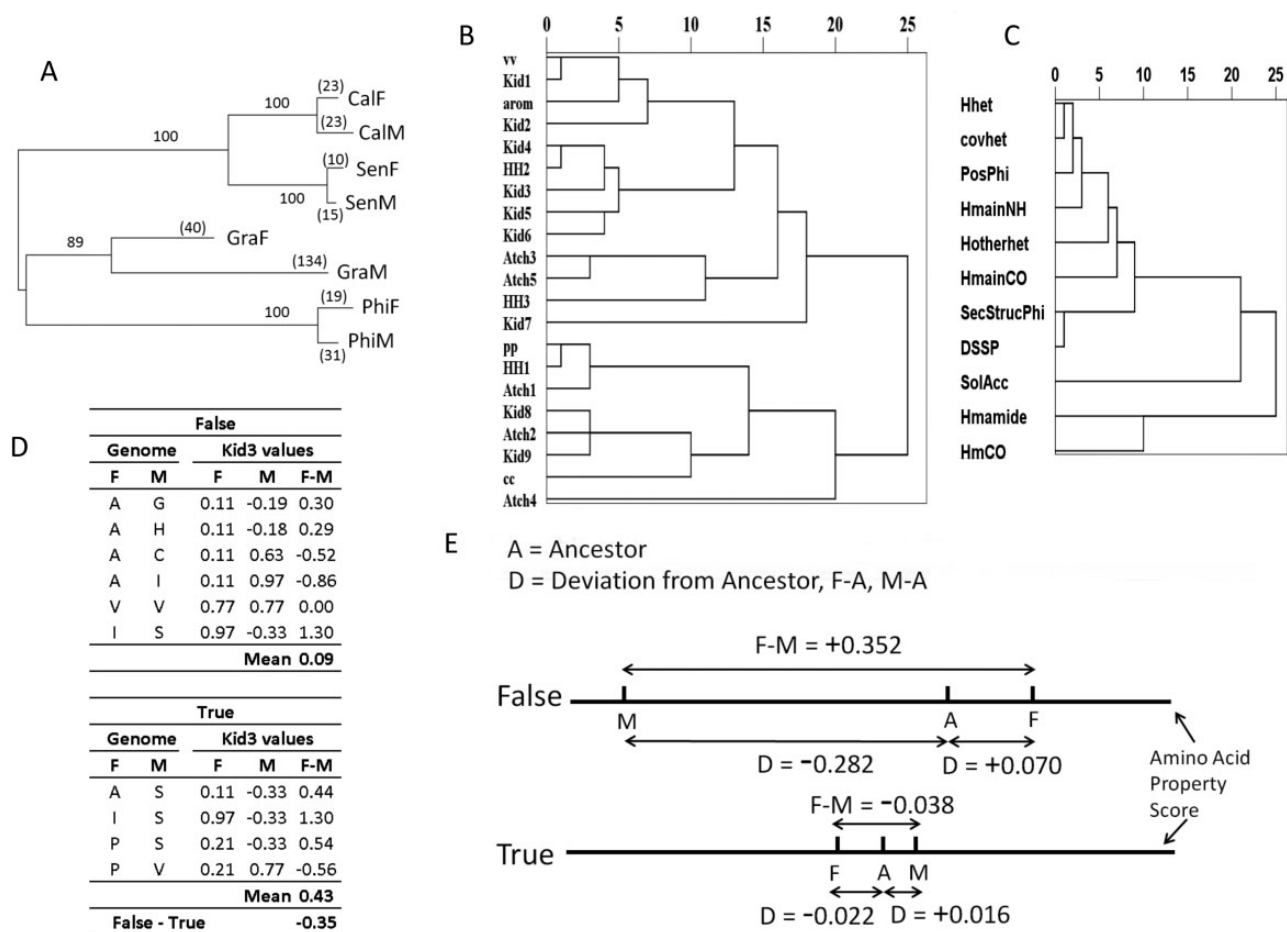 A
100
(23)
CalF
(23)
CalM
100
(10)
SenF
100
SenM
(15)
89
(40)
GraF
(134)
GraM
100
(19)
PhiF
PhiM
(31)
B
0 5 10 15 20 25
vv
Kid1
arom
Kid2
Kid4
HH2
Kid3
Kid5
Kid6
Atch3
Atch5
HH3
Kid7
pp
HH1
Atch1
Kid8
Atch2
Kid9
cc
Atch4
C
0 5 10 15 20 25
Hhet
covhet
PosPhi
HmainNH
Hotherhet
HmainCO
SecStrucPhi
DSSP
SolAcc
Hmamide
HmCO
D
False
Genome Kid3 values
F M F M F-M
A G 0.11 -0.19 0.30
A H 0.11 -0.18 0.29
A C 0.11 0.63 -0.52
A I 0.11 0.97 -0.86
V V 0.77 0.77 0.00
I S 0.97 -0.33 1.30
Mean 0.09
True
Genome Kid3 values
F M F M F-M
A S 0.11 -0.33 0.44
I S 0.97 -0.33 1.30
P S 0.21 -0.33 0.54
P V 0.21 0.77 -0.56
Mean 0.43
False - True -0.35
E
A = Ancestor
D = Deviation from Ancestor, F-A, M-A
F-M = +0.352
False
M A F
D = -0.282 D = +0.070
Amino Acid
Property
Score
F-M = -0.038
True
F A M
D = -0.022 D = +0.016